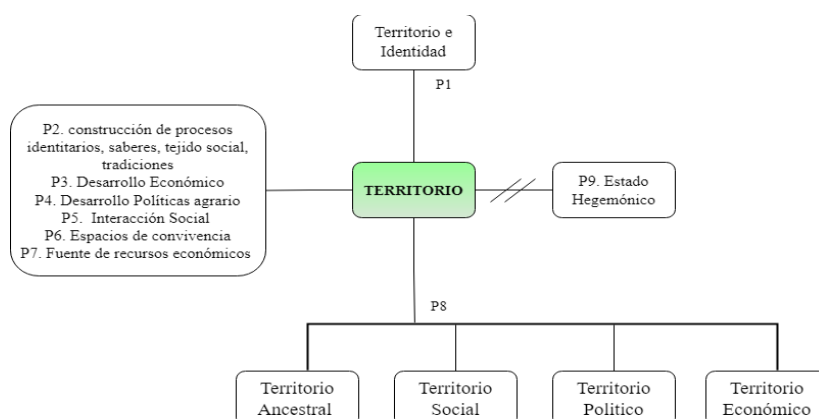 Territorio e
Identidad
P1
P2. construcción de procesos
identitarios, saberes, tejido social,
tradiciones
P3. Desarrollo Económico
P4. Desarrollo Políticas agrario
P5. Interacción Social
P6. Espacios de convivencia
P7. Fuente de recursos económicos
TERRITORIO
P9. Estado
Hegemónico
P8
Territorio
Ancestral
Territorio
Social
Territorio
Politico
Territorio
Económico